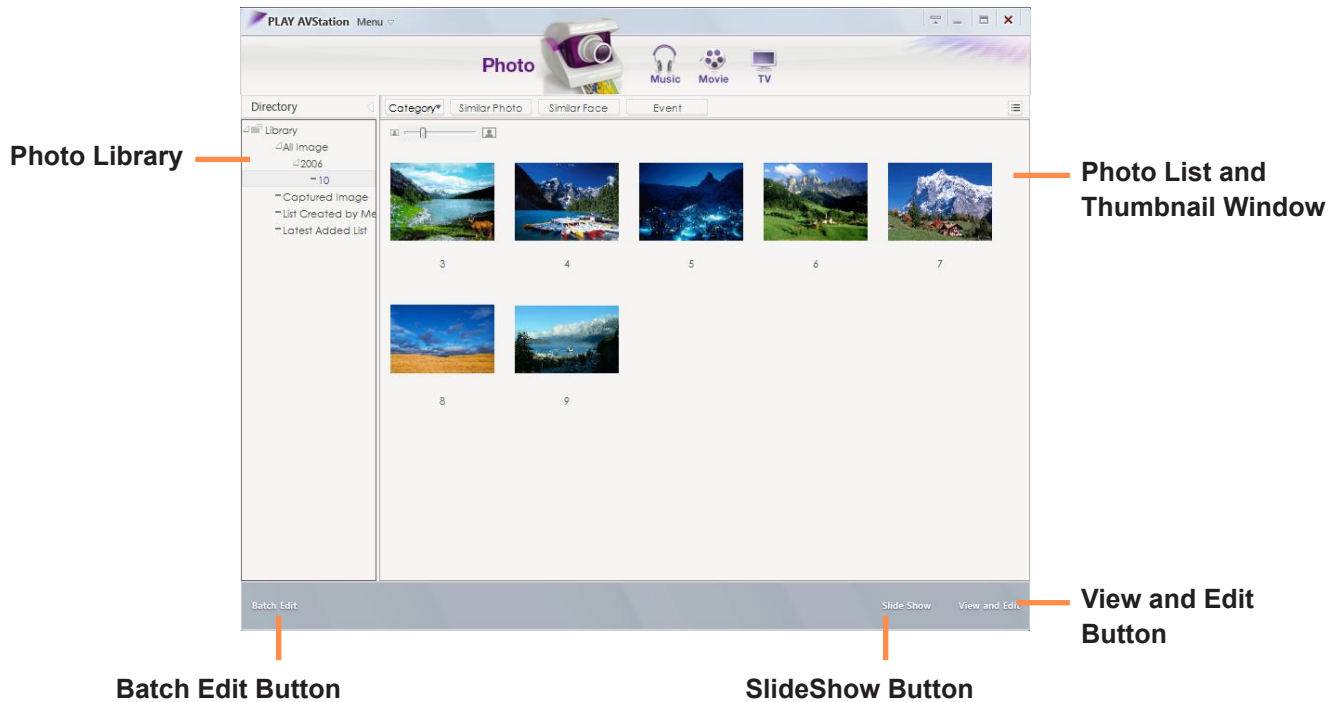 PLAY AVStation Menu
Photo
Music Movie TV
Directory
Category Similar Photo Similar Face Event
Library
All Image
2006
10
Captured Image
List Created by Me
Latest Added List
3 4 5 6 7
8 9
Batch Edit
Slide Show View and Edit
Photo Library
Photo List and
Thumbnail Window
View and Edit
Button
Batch Edit Button
SlideShow Button